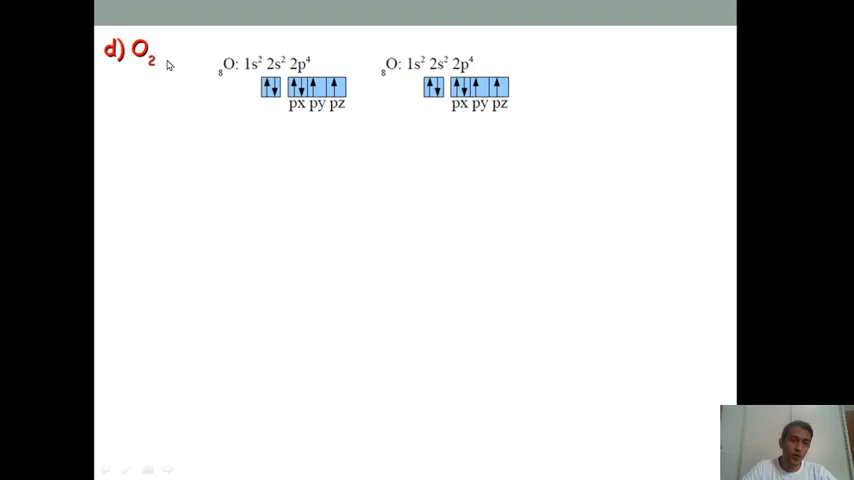 d) O₂
₈O: 1s² 2s² 2p⁴
px py pz
₈O: 1s² 2s² 2p⁴
px py pz